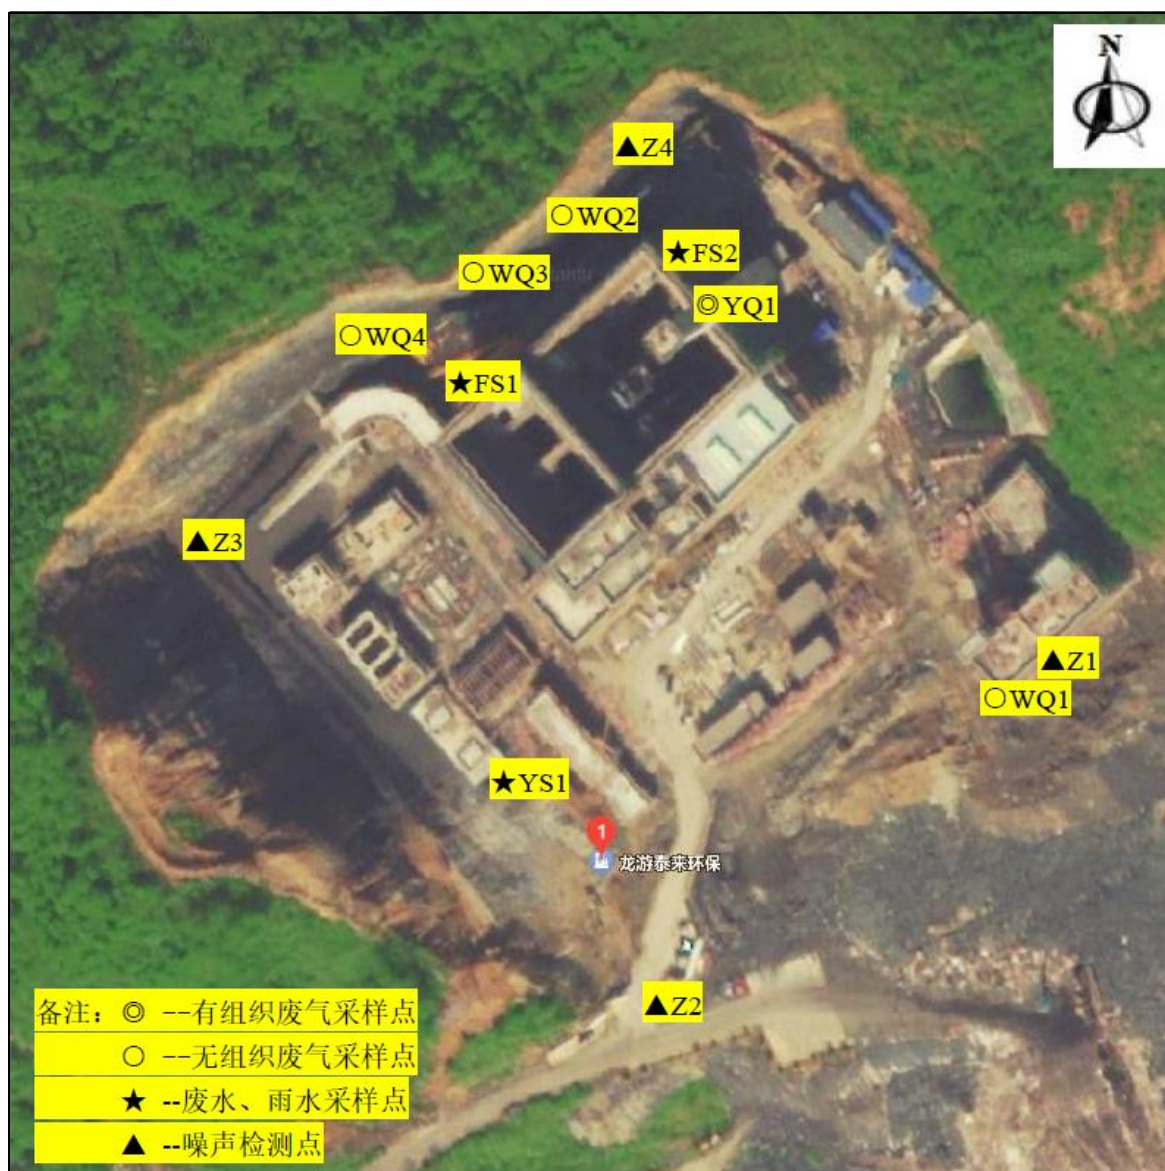 N
▲Z4
○WQ2
★FS2
○WQ3
◎YQ1
○WQ4
★FS1
▲Z3
▲Z1
○WQ1
★YS1
1
龙游泰来环保
▲Z2
备注：◎ --有组织废气采样点
○ --无组织废气采样点
★ --废水、雨水采样点
▲ --噪声检测点